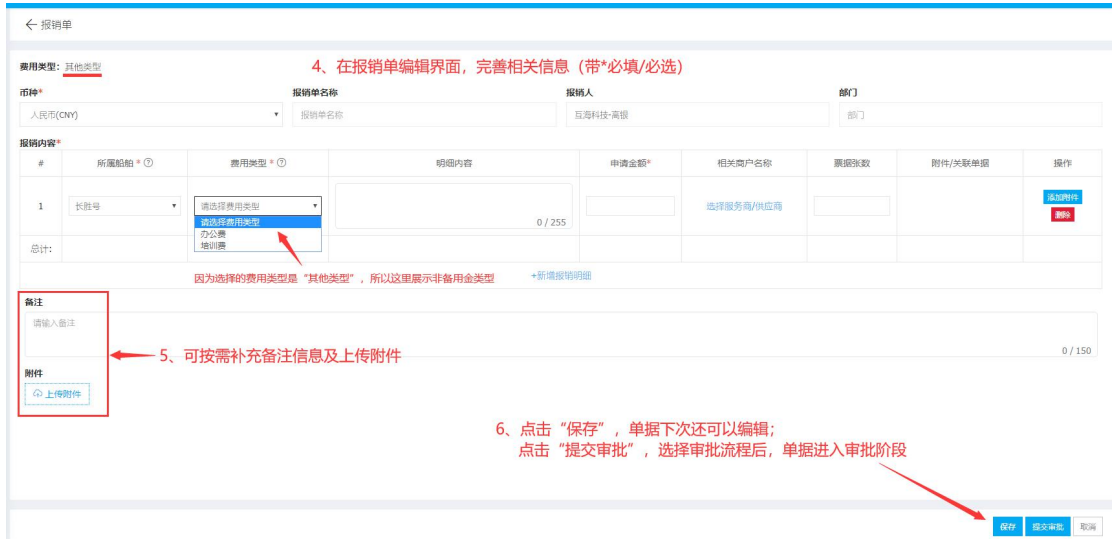 ← 报销单
费用类型：其他类型
4、在报销单编辑界面，完善相关信息（带*必填/必选）
币种* 报销单名称 报销人 部门
人民币(CNY) 报销单名称 互海科技-高银 部门
报销内容*
# 所属船舶 * 费用类型 * 明细内容 申请金额* 相关商户名称 票据张数 附件/关联单据 操作
1 长胜号 请选择费用类型 选择服务商/供应商 添加附件
请选择费用类型 0 / 255 删除
办公费
培训费
总计：
因为选择的费用类型是“其他类型”，所以这里展示非备用金类型 +新增报销明细
备注
请输入备注
0 / 150
5、可按需补充备注信息及上传附件
附件
上传附件
6、点击“保存”，单据下次还可以编辑；
点击“提交审批”，选择审批流程后，单据进入审批阶段
保存 提交审批 取消